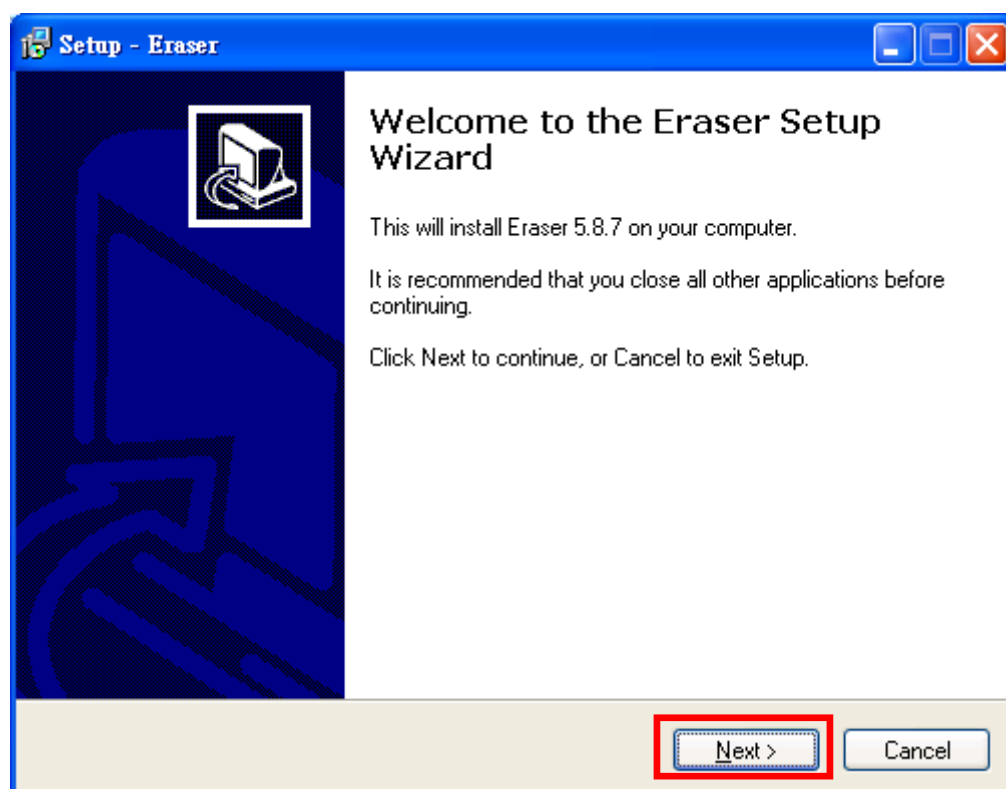 Setup - Eraser
Welcome to the Eraser Setup
Wizard
This will install Eraser 5.8.7 on your computer.
It is recommended that you close all other applications before
continuing.
Click Next to continue, or Cancel to exit Setup.
Next >
Cancel